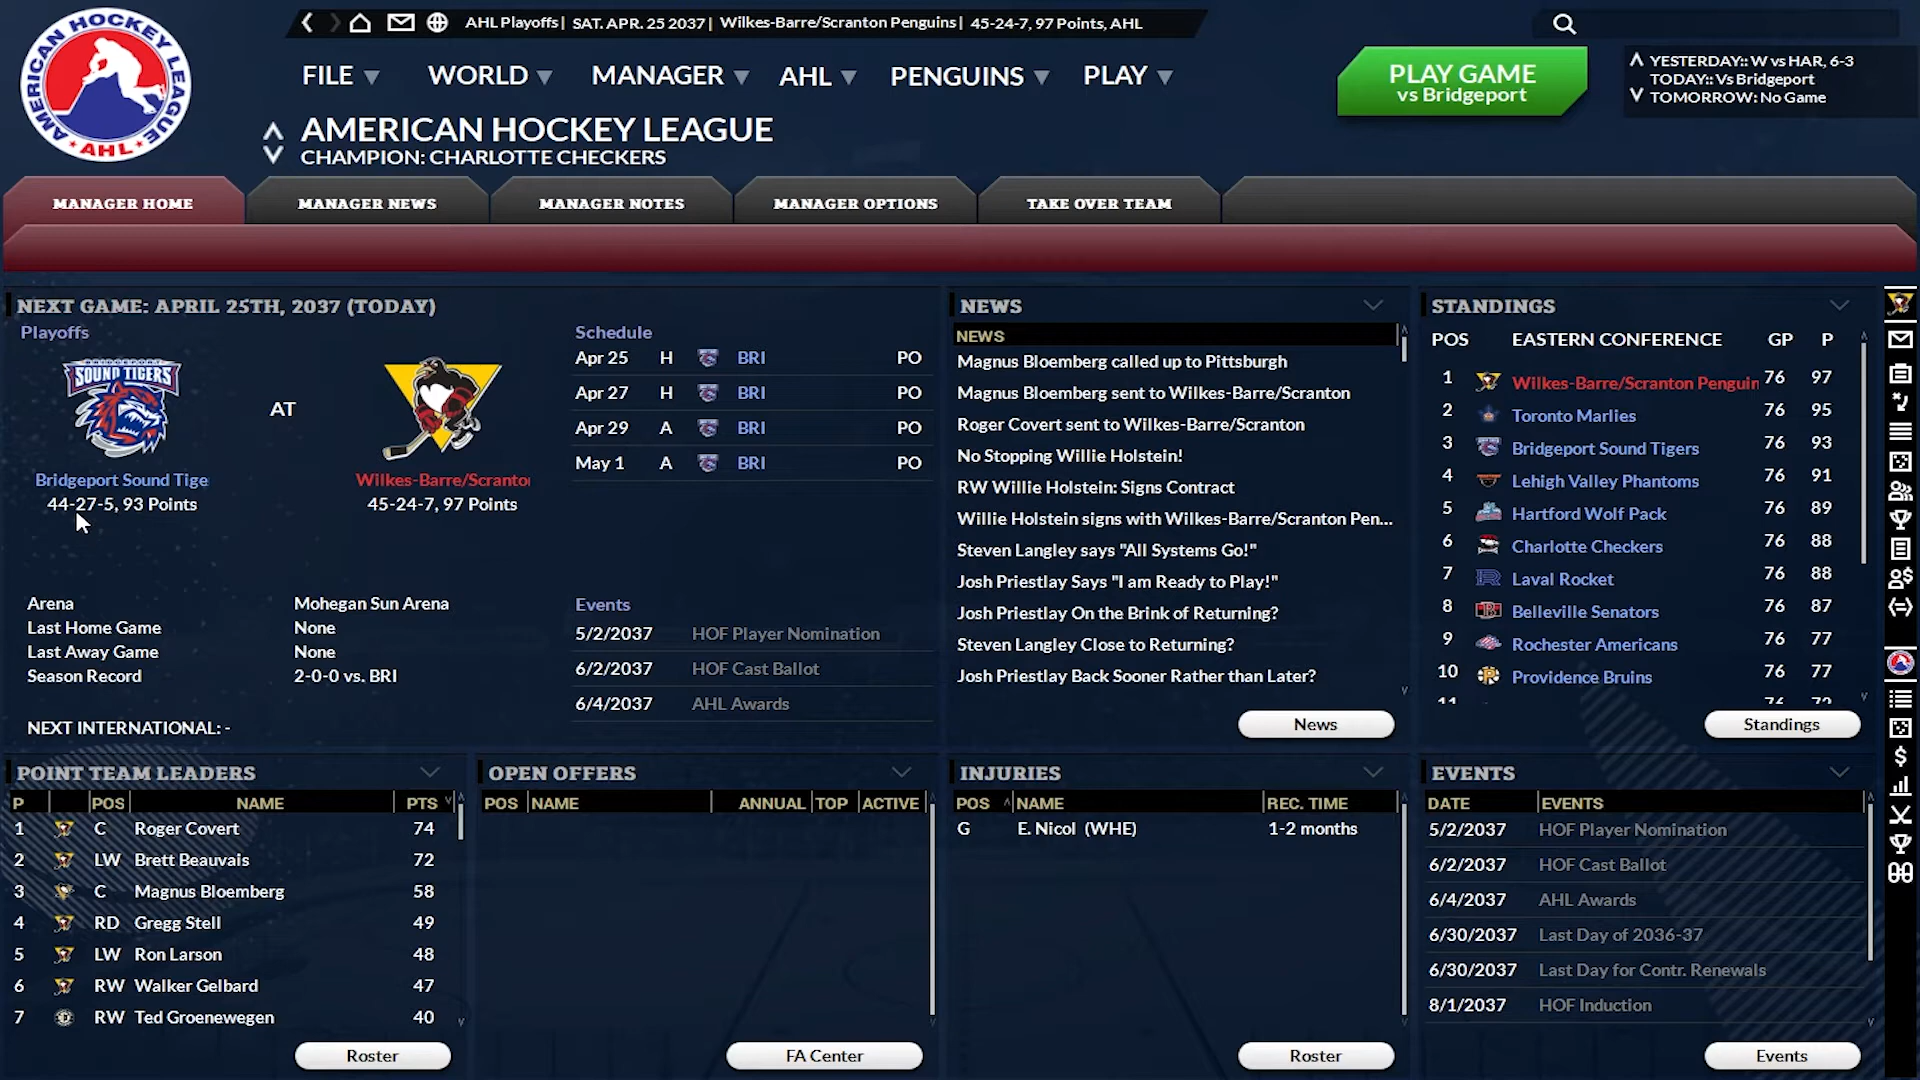 AMERICAN HOCKEY LEAGUE
AHL
AHL Playoffs| SAT. APR. 25 2037| Wilkes-Barre/Scranton Penguins| 45-24-7, 97 Points, AHL
FILE WORLD MANAGER AHL PENGUINS PLAY
PLAY GAME
vs Bridgeport
YESTERDAY:: W vs HAR, 6-3
TODAY:: Vs Bridgeport
TOMORROW: No Game
AMERICAN HOCKEY LEAGUE
CHAMPION: CHARLOTTE CHECKERS
MANAGER HOME MANAGER NEWS MANAGER NOTES MANAGER OPTIONS TAKE OVER TEAM
NEXT GAME: APRIL 25TH, 2037 (TODAY)
Playoffs
SOUND TIGERS
AT
Bridgeport Sound Tige
44-27-5, 93 Points
Wilkes-Barre/Scranto
45-24-7, 97 Points
Arena Mohegan Sun Arena
Last Home Game None
Last Away Game None
Season Record 2-0-0 vs. BRI
NEXT INTERNATIONAL: -
Schedule
Apr 25 H BRI PO
Apr 27 H BRI PO
Apr 29 A BRI PO
May 1 A BRI PO
Events
5/2/2037 HOF Player Nomination
6/2/2037 HOF Cast Ballot
6/4/2037 AHL Awards
NEWS
NEWS
Magnus Bloemberg called up to Pittsburgh
Magnus Bloemberg sent to Wilkes-Barre/Scranton
Roger Covert sent to Wilkes-Barre/Scranton
No Stopping Willie Holstein!
RW Willie Holstein: Signs Contract
Willie Holstein signs with Wilkes-Barre/Scranton Pen...
Steven Langley says "All Systems Go!"
Josh Priestlay Says "I am Ready to Play!"
Josh Priestlay On the Brink of Returning?
Steven Langley Close to Returning?
Josh Priestlay Back Sooner Rather than Later?
News
STANDINGS
POS EASTERN CONFERENCE GP P
1 Wilkes-Barre/Scranton Penguin 76 97
2 Toronto Marlies 76 95
3 Bridgeport Sound Tigers 76 93
4 Lehigh Valley Phantoms 76 91
5 Hartford Wolf Pack 76 89
6 Charlotte Checkers 76 88
7 Laval Rocket 76 88
8 Belleville Senators 76 87
9 Rochester Americans 76 77
10 Providence Bruins 76 77
Standings
POINT TEAM LEADERS
P POS NAME PTS
1 C Roger Covert 74
2 LW Brett Beauvais 72
3 C Magnus Bloemberg 58
4 RD Gregg Stell 49
5 LW Ron Larson 48
6 RW Walker Gelbard 47
7 RW Ted Groenewegen 40
Roster
OPEN OFFERS
POS NAME ANNUAL TOP ACTIVE
FA Center
INJURIES
POS NAME REC. TIME
G E. Nicol (WHE) 1-2 months
Roster
EVENTS
DATE EVENTS
5/2/2037 HOF Player Nomination
6/2/2037 HOF Cast Ballot
6/4/2037 AHL Awards
6/30/2037 Last Day of 2036-37
6/30/2037 Last Day for Contr. Renewals
8/1/2037 HOF Induction
Events